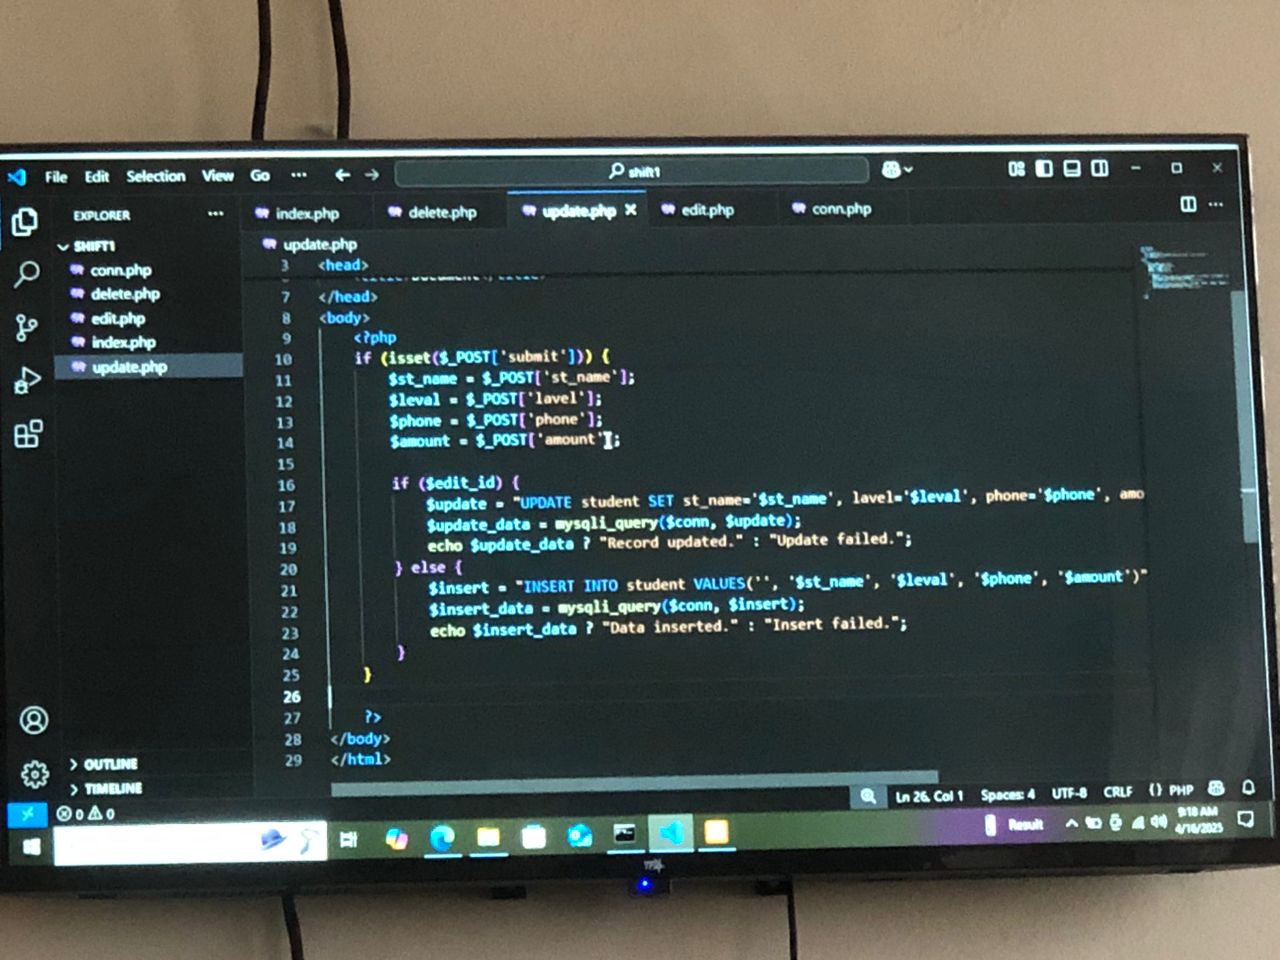 File Edit Selection View Go ··· ← → shift1
EXPLORER ···
index.php delete.php update.php × edit.php conn.php ···
SHIFT1
conn.php
delete.php
edit.php
index.php
update.php
OUTLINE
TIMELINE
update.php
3 <head>
7 </head>
8 <body>
9 <?php
10 if (isset($_POST['submit'])) {
11 $st_name = $_POST['st_name'];
12 $leval = $_POST['lavel'];
13 $phone = $_POST['phone'];
14 $amount = $_POST['amount'];
15
16 if ($edit_id) {
17 $update = "UPDATE student SET st_name='$st_name', lavel='$leval', phone='$phone', amo
18 $update_data = mysqli_query($conn, $update);
19 echo $update_data ? "Record updated." : "Update failed.";
20 } else {
21 $insert = "INSERT INTO student VALUES('', '$st_name', '$leval', '$phone', '$amount')"
22 $insert_data = mysqli_query($conn, $insert);
23 echo $insert_data ? "Data inserted." : "Insert failed.";
24 }
25 }
26
27 ?>
28 </body>
29 </html>
0 0 Ln 26, Col 1 Spaces: 4 UTF-8 CRLF {} PHP
Result 9:18 AM
4/16/2025